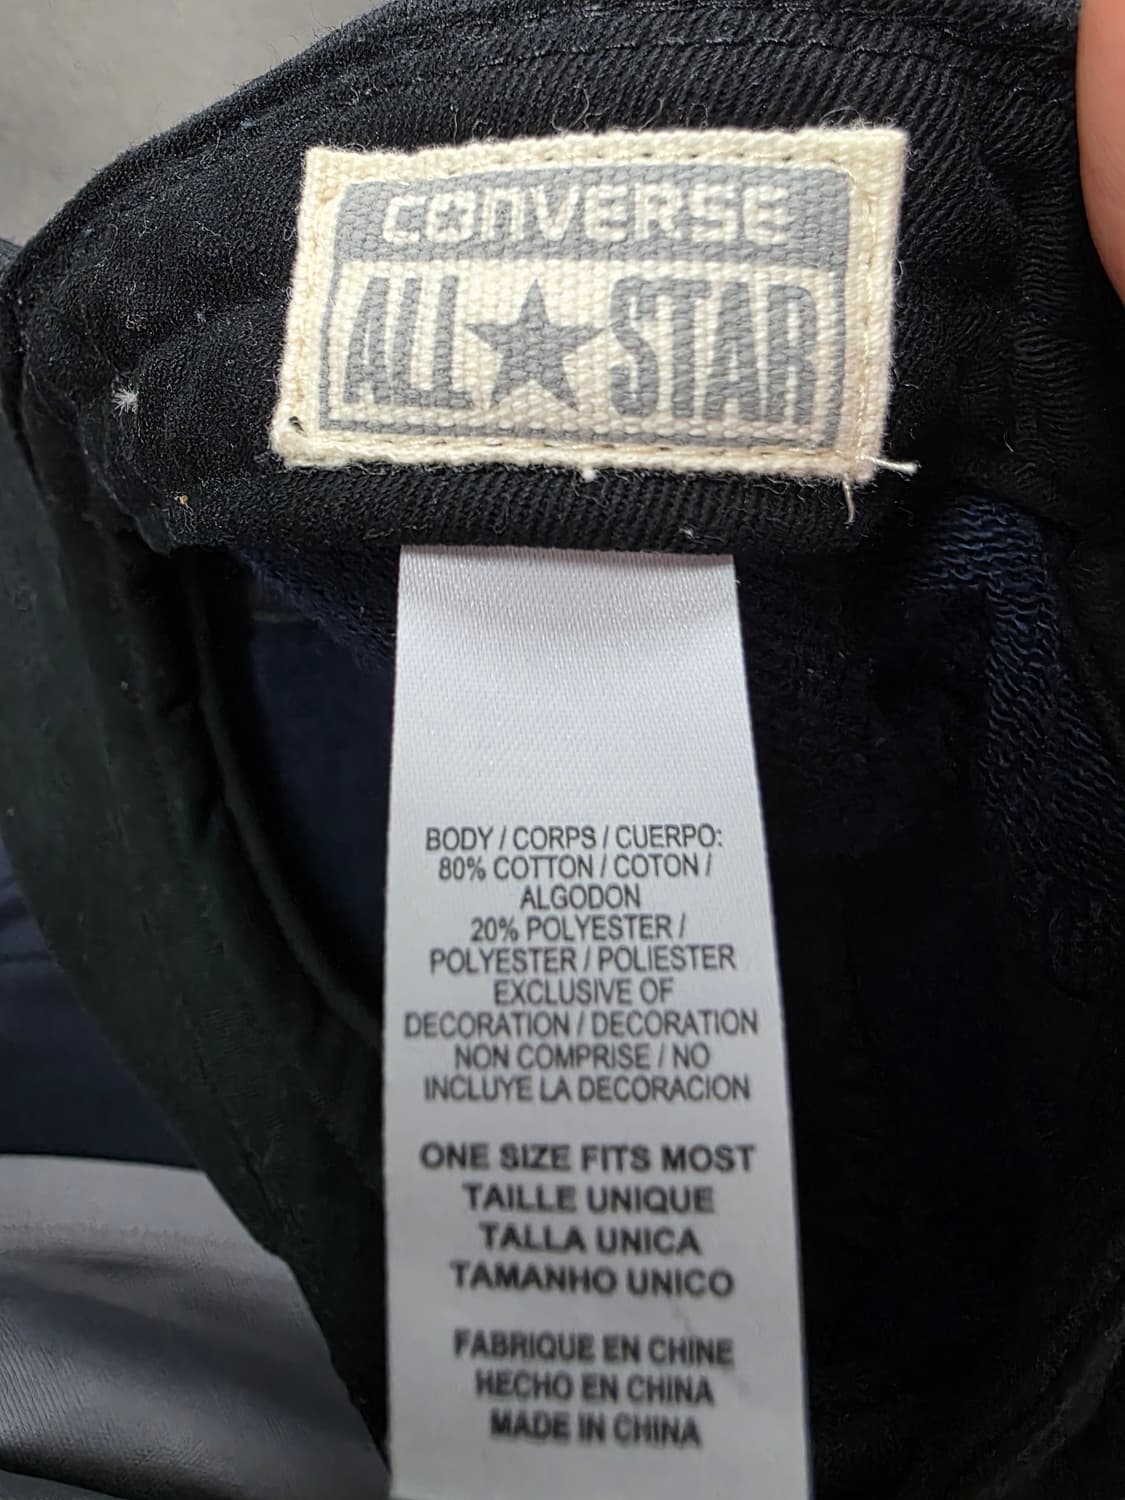 CONVERSE
ALL★STAR
BODY / CORPS / CUERPO:
80% COTTON / COTON /
ALGODON
20% POLYESTER /
POLYESTER / POLIESTER
EXCLUSIVE OF
DECORATION / DECORATION
NON COMPRISE / NO
INCLUYE LA DECORACION
ONE SIZE FITS MOST
TAILLE UNIQUE
TALLA UNICA
TAMANHO UNICO
FABRIQUE EN CHINE
HECHO EN CHINA
MADE IN CHINA